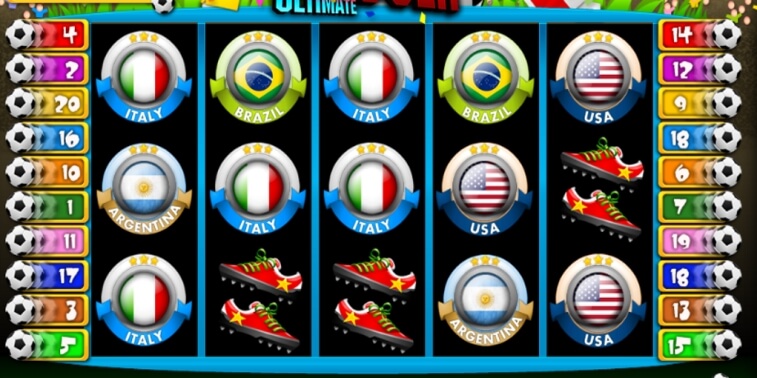 ULTIMATE
4 ITALY BRAZIL ITALY BRAZIL USA 14
2 12
20 9
16 18
10 ARGENTINA ITALY ITALY USA 6
1 7
11 19
17 18
3 ITALY ARGENTINA USA 13
5 15